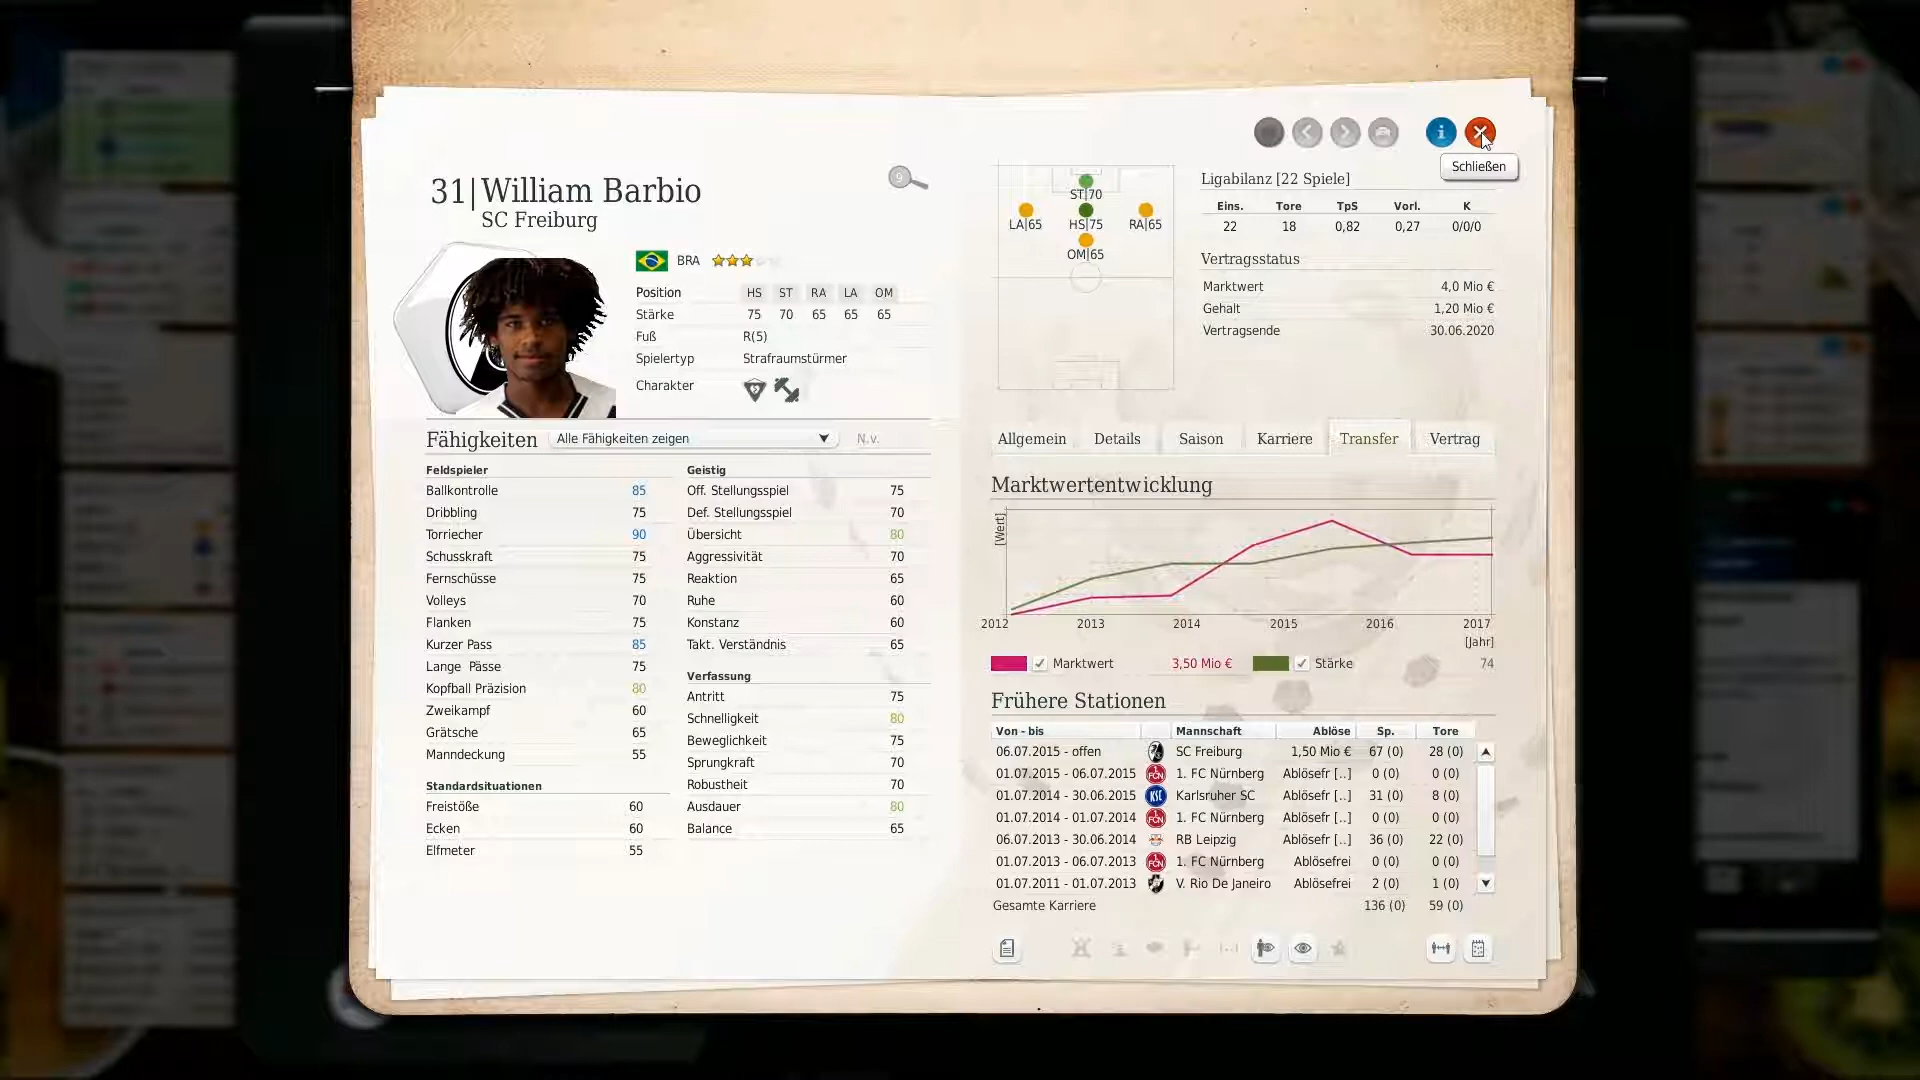 Schließen
31|William Barbio
SC Freiburg
9
BRA
Position HS ST RA LA OM
Stärke 75 70 65 65 65
Fuß R(5)
Spielertyp Strafraumstürmer
Charakter
ST|70
LA|65 HS|75 RA|65
OM|65
Ligabilanz [22 Spiele]
Eins. Tore TpS Vorl. K
22 18 0,82 0,27 0/0/0
Vertragsstatus
Marktwert 4,0 Mio €
Gehalt 1,20 Mio €
Vertragsende 30.06.2020
Fähigkeiten Alle Fähigkeiten zeigen N.v.
Feldspieler
Ballkontrolle 85
Dribbling 75
Torriecher 90
Schusskraft 75
Fernschüsse 75
Volleys 70
Flanken 75
Kurzer Pass 85
Lange Pässe 75
Kopfball Präzision 80
Zweikampf 60
Grätsche 65
Manndeckung 55
Standardsituationen
Freistöße 60
Ecken 60
Elfmeter 55
Geistig
Off. Stellungsspiel 75
Def. Stellungsspiel 70
Übersicht 80
Aggressivität 70
Reaktion 65
Ruhe 60
Konstanz 60
Takt. Verständnis 65
Verfassung
Antritt 75
Schnelligkeit 80
Beweglichkeit 75
Sprungkraft 70
Robustheit 70
Ausdauer 80
Balance 65
Allgemein Details Saison Karriere Transfer Vertrag
Marktwertentwicklung
[Wert]
2012 2013 2014 2015 2016 2017
[Jahr]
Marktwert 3,50 Mio € Stärke 74
Frühere Stationen
Von - bis Mannschaft Ablöse Sp. Tore
06.07.2015 - offen SC Freiburg 1,50 Mio € 67 (0) 28 (0)
01.07.2015 - 06.07.2015 1. FC Nürnberg Ablösefr [..] 0 (0) 0 (0)
01.07.2014 - 30.06.2015 Karlsruher SC Ablösefr [..] 31 (0) 8 (0)
01.07.2014 - 01.07.2014 1. FC Nürnberg Ablösefr [..] 0 (0) 0 (0)
06.07.2013 - 30.06.2014 RB Leipzig Ablösefr [..] 36 (0) 22 (0)
01.07.2013 - 06.07.2013 1. FC Nürnberg Ablösefrei 0 (0) 0 (0)
01.07.2011 - 01.07.2013 V. Rio De Janeiro Ablösefrei 2 (0) 1 (0)
Gesamte Karriere 136 (0) 59 (0)